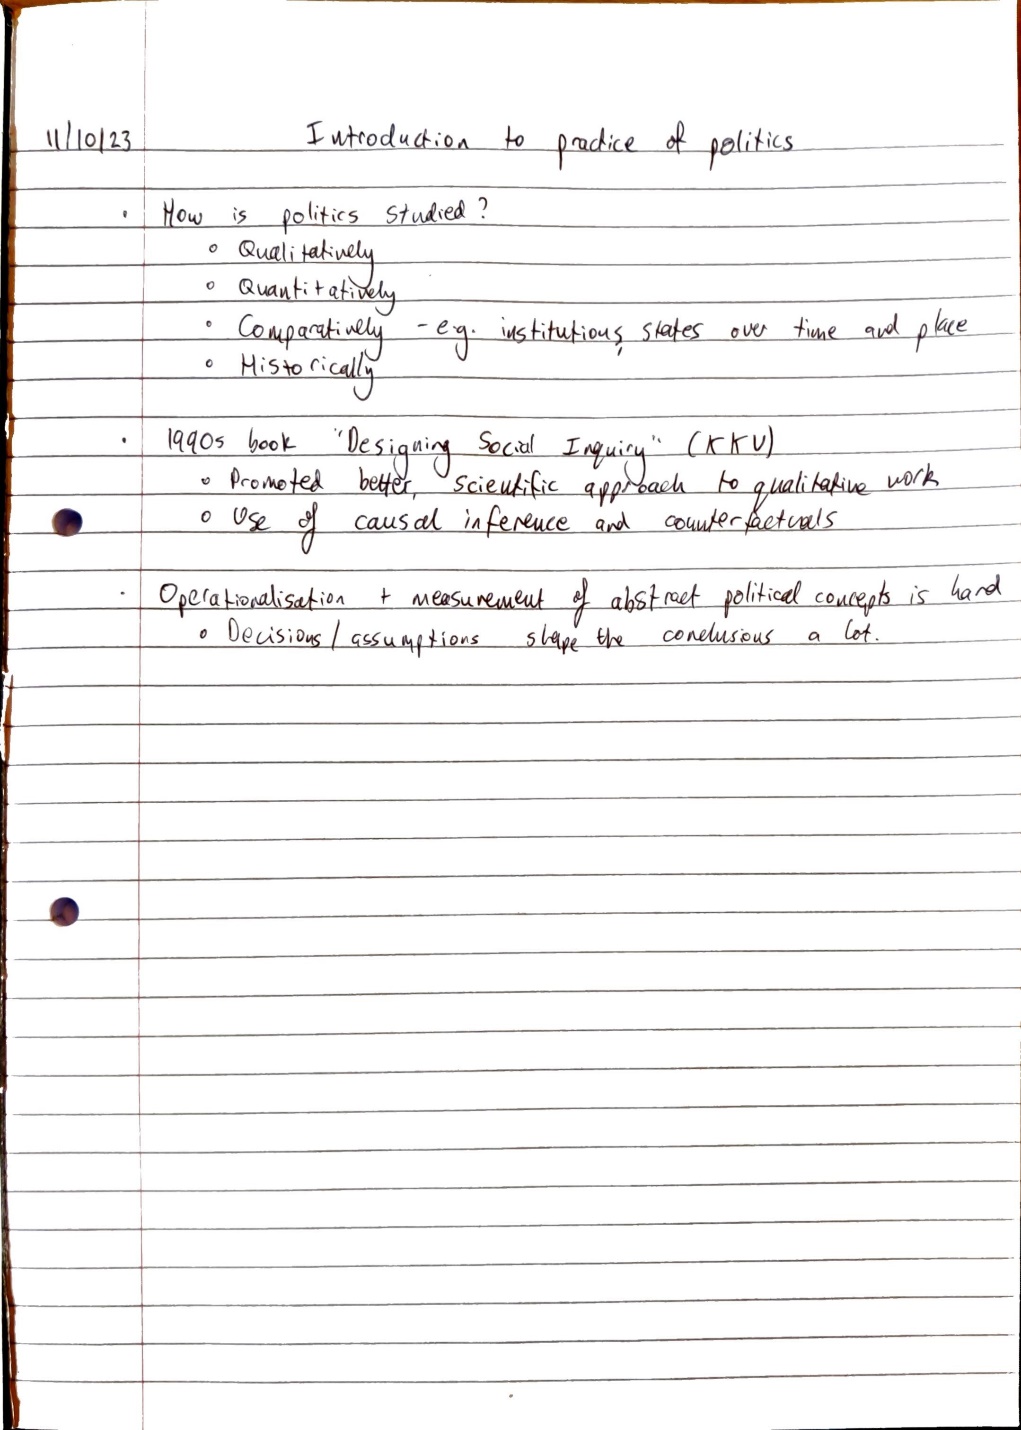 11/10/23 Introduction to practice of politics
• How is politics studied?
◦ Qualitatively
◦ Quantitatively
◦ Comparatively - e.g. institutions, states over time and place
◦ Historically
• 1990s book "Designing Social Inquiry" (KKV)
◦ Promoted better, scientific approach to qualitative work
◦ Use of causal inference and counterfactuals
• Operationalisation + measurement of abstract political concepts is hard
◦ Decisions / assumptions shape the conclusions a lot.